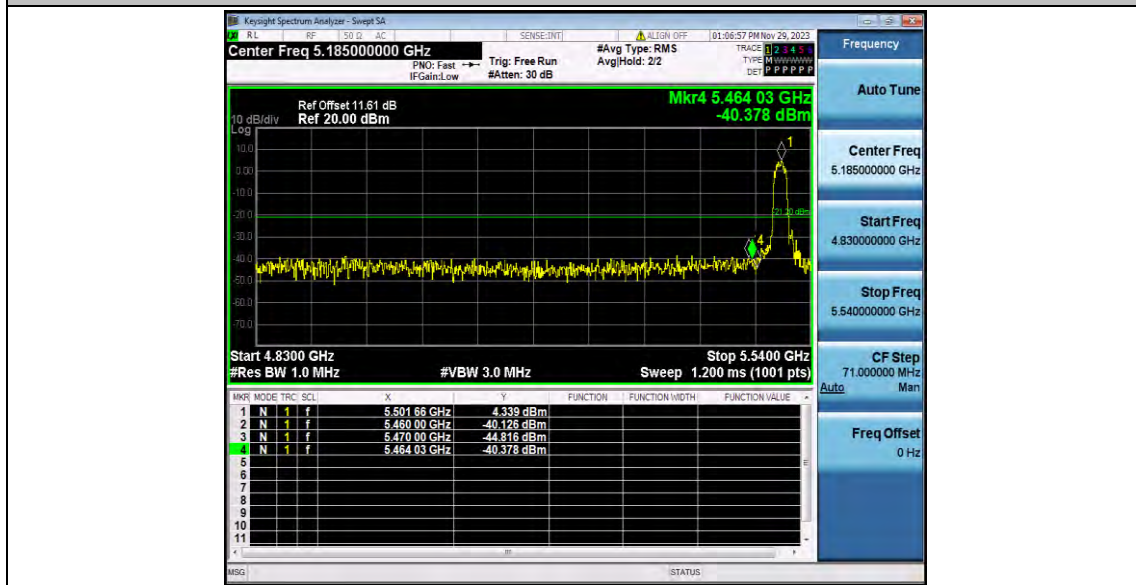 Keysight Spectrum Analyzer - Swept SA
RL RF 50 Ω AC SENSE:INT ALIGN OFF 01:06:57 PM Nov 29, 2023
Center Freq 5.185000000 GHz
PNO: Fast
IFGain:Low
Trig: Free Run
#Atten: 30 dB
#Avg Type: RMS
Avg|Hold: 2/2
TRACE 1 2 3 4 5 6
TYPE M W W W W W
DET P P P P P P
Mkr4 5.464 03 GHz
-40.378 dBm
Ref Offset 11.61 dB
10 dB/div Ref 20.00 dBm
Log
10.0
0.00
-10.0
-20.0
-30.0
-40.0
-50.0
-60.0
-70.0
1
-21.20 dBm
4
Start 4.8300 GHz Stop 5.5400 GHz
#Res BW 1.0 MHz #VBW 3.0 MHz Sweep 1.200 ms (1001 pts)
MKR MODE TRC SCL X Y FUNCTION FUNCTION WIDTH FUNCTION VALUE
1 N 1 f 5.501 66 GHz 4.339 dBm
2 N 1 f 5.460 00 GHz -40.126 dBm
3 N 1 f 5.470 00 GHz -44.816 dBm
4 N 1 f 5.464 03 GHz -40.378 dBm
5
6
7
8
9
10
11
MSG STATUS
Frequency
Auto Tune
Center Freq
5.185000000 GHz
Start Freq
4.830000000 GHz
Stop Freq
5.540000000 GHz
CF Step
71.000000 MHz
Auto Man
Freq Offset
0 Hz